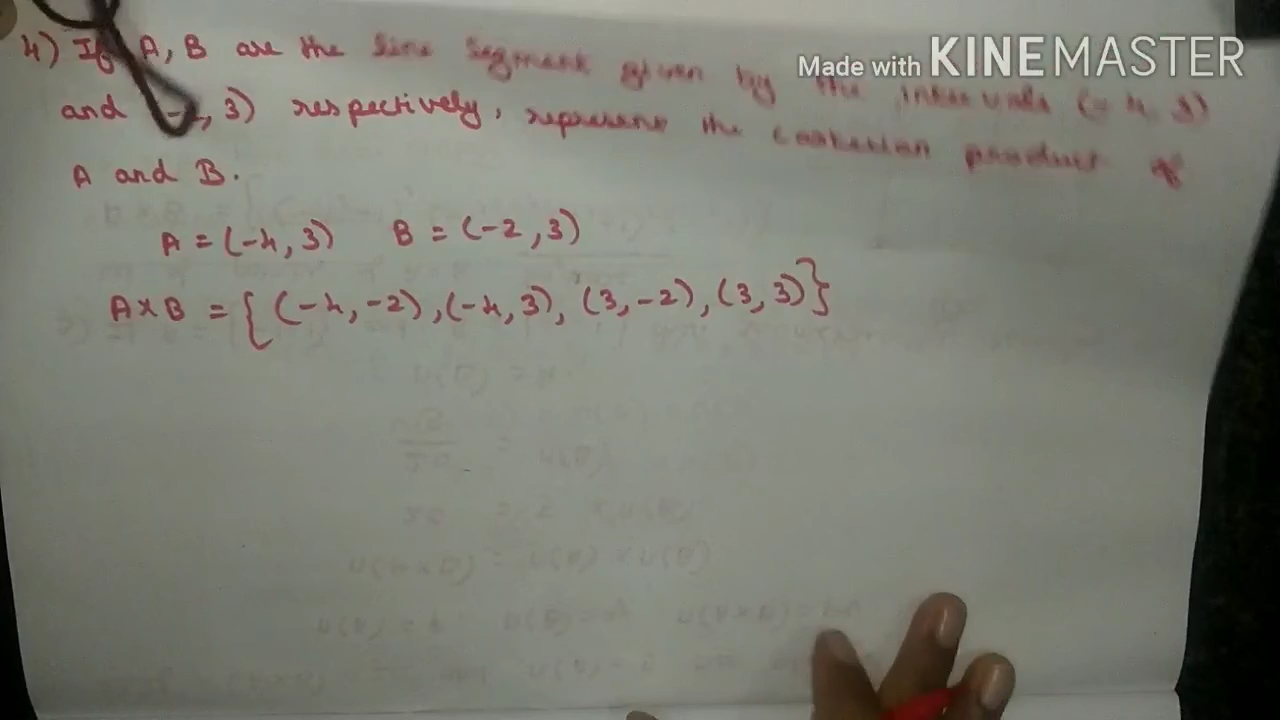 4) If A, B are the line segment given by the intervals (-4, 3)
Made with KINEMASTER
and 3) respectively, represent the cartesian product of
A and B.
A = (-4, 3) B = (-2, 3)
A×B = { (-4, -2), (-4, 3), (3, -2), (3, 3) }